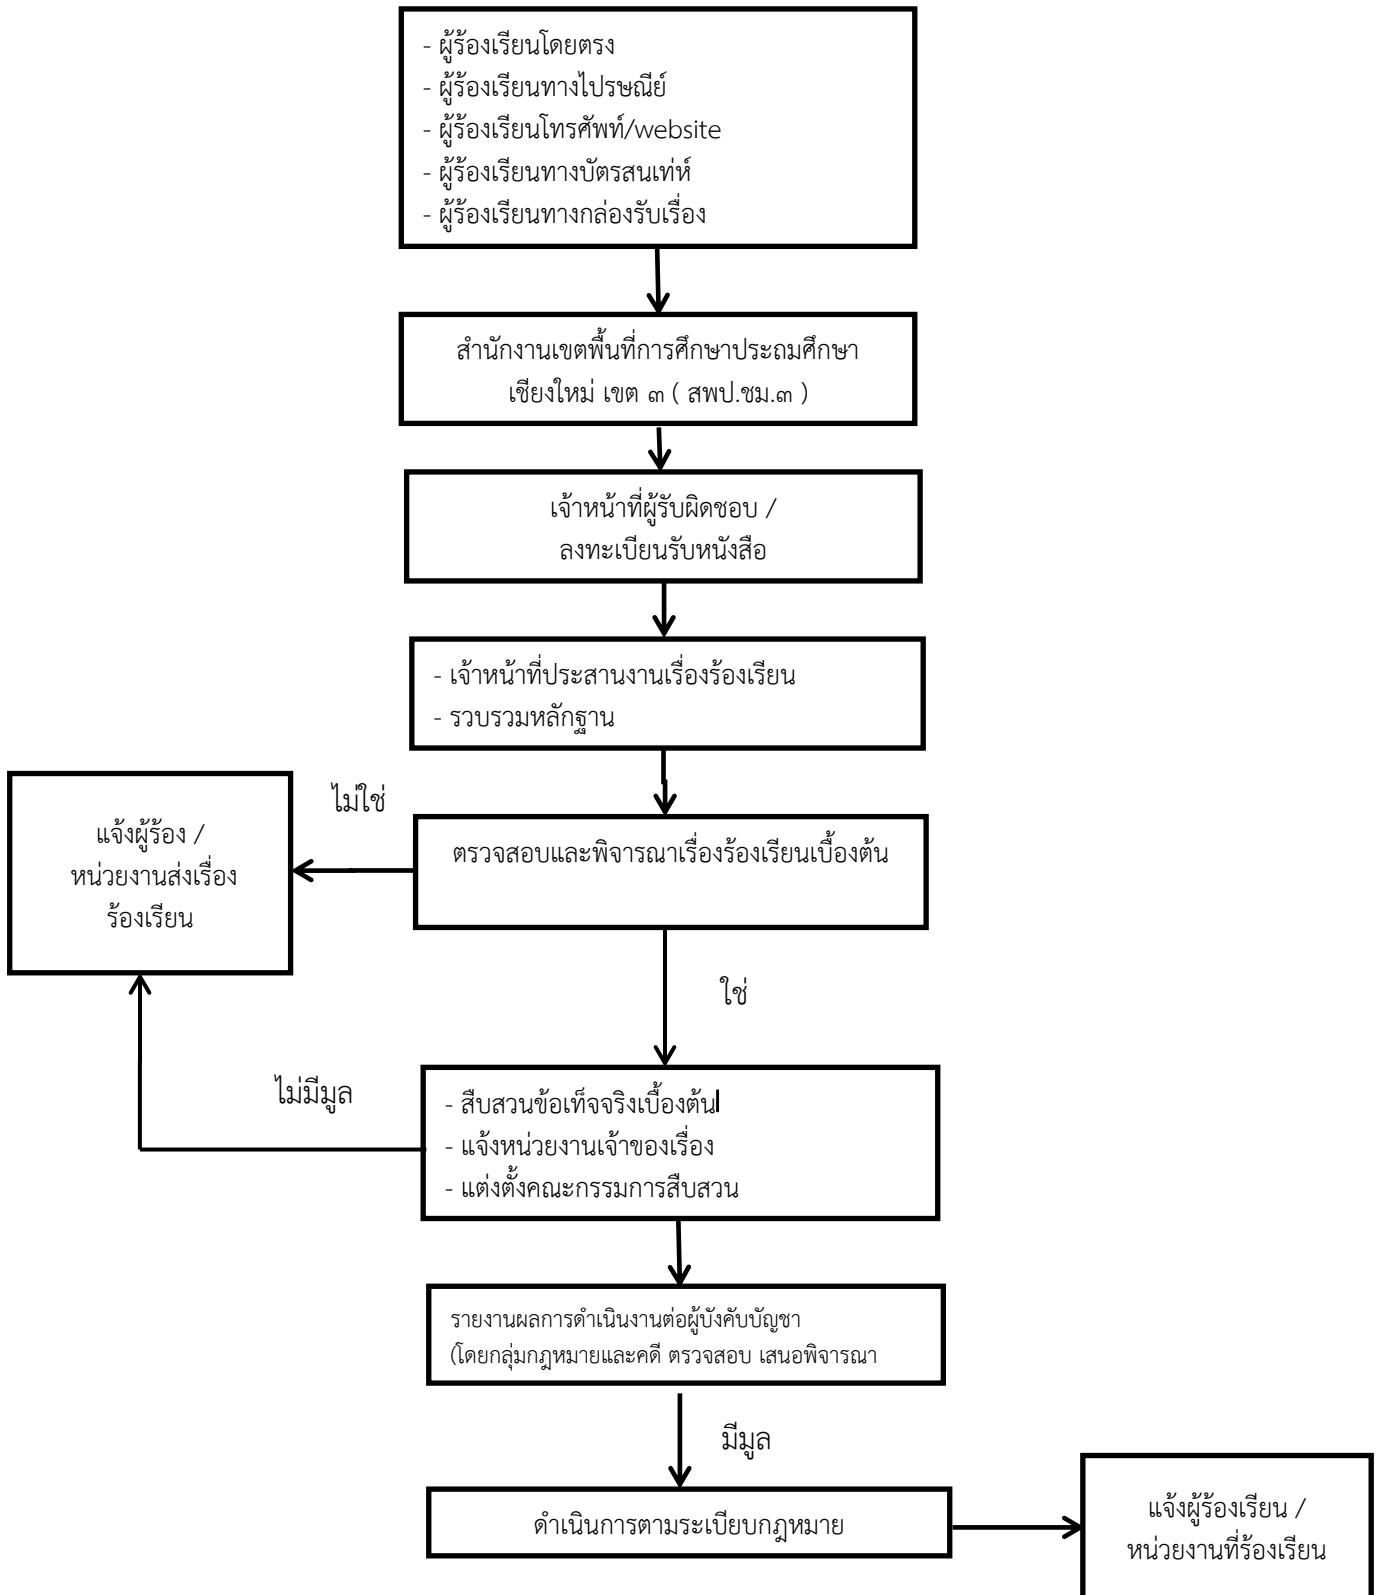 - ผู้ร้องเรียนโดยตรง
- ผู้ร้องเรียนทางไปรษณีย์
- ผู้ร้องเรียนโทรศัพท์/website
- ผู้ร้องเรียนทางบัตรสนเท่ห์
- ผู้ร้องเรียนทางกล่องรับเรื่อง
สำนักงานเขตพื้นที่การศึกษาประถมศึกษา
เชียงใหม่ เขต ๓ ( สพป.ชม.๓ )
เจ้าหน้าที่ผู้รับผิดชอบ /
ลงทะเบียนรับหนังสือ
- เจ้าหน้าที่ประสานงานเรื่องร้องเรียน
- รวบรวมหลักฐาน
ไม่ใช่
แจ้งผู้ร้อง /
หน่วยงานส่งเรื่อง
ร้องเรียน
ตรวจสอบและพิจารณาเรื่องร้องเรียนเบื้องต้น
ใช่
ไม่มีมูล
- สืบสวนข้อเท็จจริงเบื้องต้น
- แจ้งหน่วยงานเจ้าของเรื่อง
- แต่งตั้งคณะกรรมการสืบสวน
รายงานผลการดำเนินงานต่อผู้บังคับบัญชา
(โดยกลุ่มกฎหมายและคดี ตรวจสอบ เสนอพิจารณา
มีมูล
ดำเนินการตามระเบียบกฎหมาย
แจ้งผู้ร้องเรียน /
หน่วยงานที่ร้องเรียน